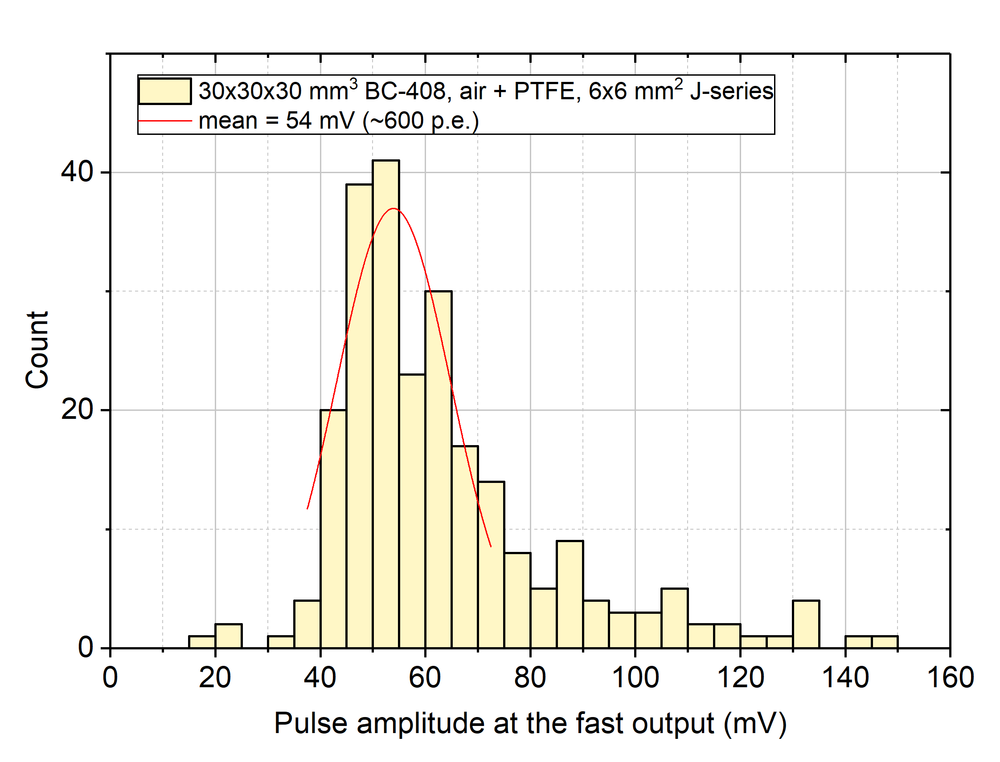 30x30x30 mm³ BC-408, air + PTFE, 6x6 mm² J-series
mean = 54 mV (~600 p.e.)
40
20
0
Count
0 20 40 60 80 100 120 140 160
Pulse amplitude at the fast output (mV)